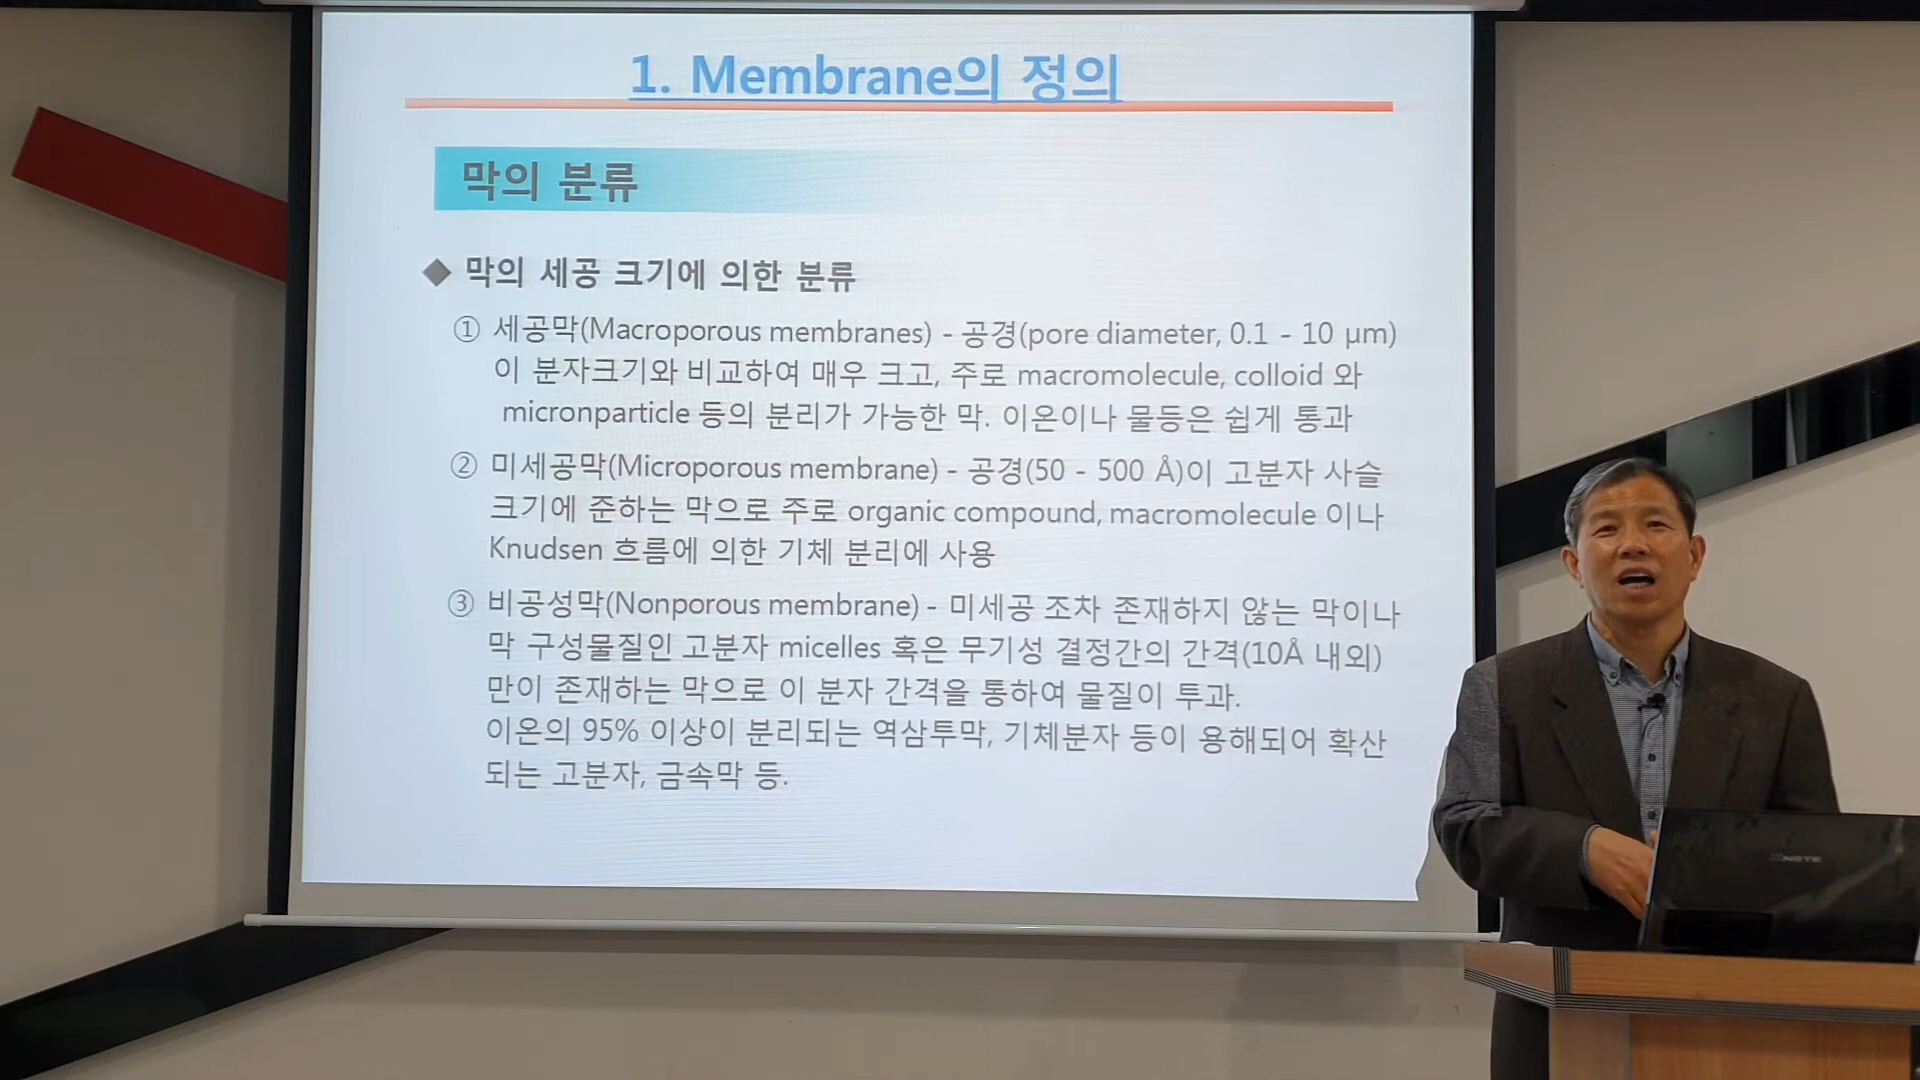 1. Membrane의 정의
막의 분류
◆ 막의 세공 크기에 의한 분류
① 세공막(Macroporous membranes) - 공경(pore diameter, 0.1 - 10 μm)
이 분자크기와 비교하여 매우 크고, 주로 macromolecule, colloid 와
micronparticle 등의 분리가 가능한 막. 이온이나 물등은 쉽게 통과
② 미세공막(Microporous membrane) - 공경(50 - 500 Å)이 고분자 사슬
크기에 준하는 막으로 주로 organic compound, macromolecule 이나
Knudsen 흐름에 의한 기체 분리에 사용
③ 비공성막(Nonporous membrane) - 미세공 조차 존재하지 않는 막이나
막 구성물질인 고분자 micelles 혹은 무기성 결정간의 간격(10Å 내외)
만이 존재하는 막으로 이 분자 간격을 통하여 물질이 투과.
이온의 95% 이상이 분리되는 역삼투막, 기체분자 등이 용해되어 확산
되는 고분자, 금속막 등.